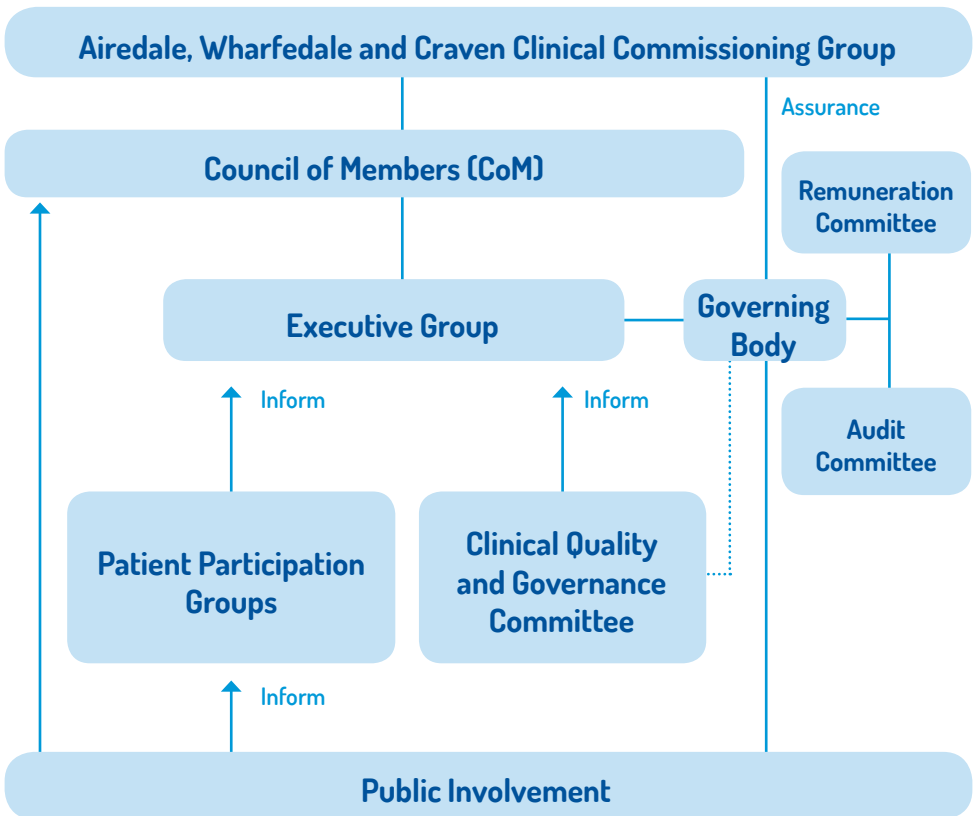 Airedale, Wharfedale and Craven Clinical Commissioning Group
Assurance
Council of Members (CoM)
Remuneration
Committee
Executive Group
Governing
Body
Inform
Inform
Audit
Committee
Patient Participation
Groups
Clinical Quality
and Governance
Committee
Inform
Public Involvement